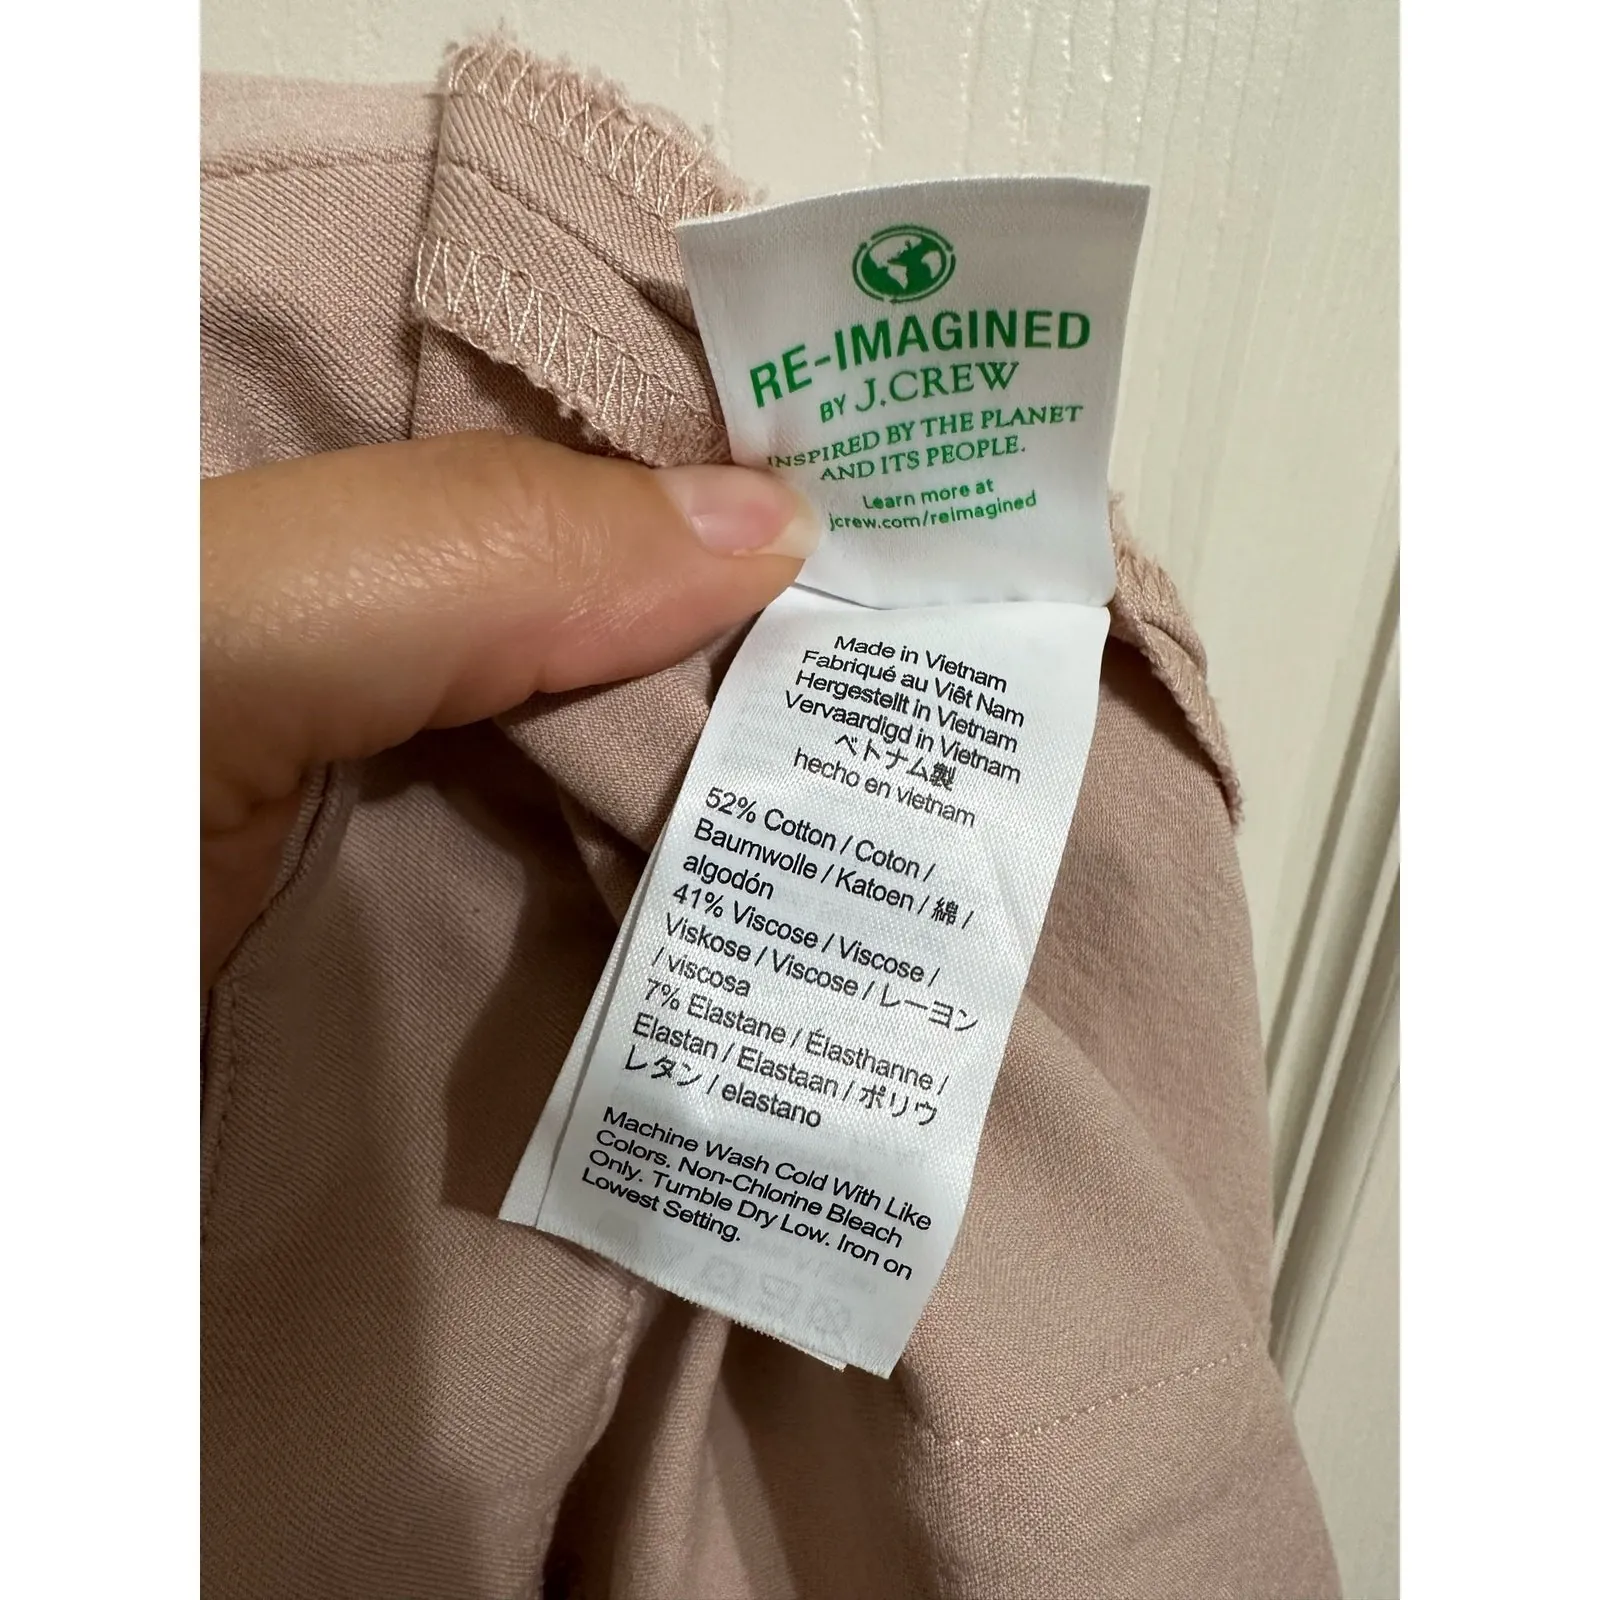 RE-IMAGINED
BY J.CREW
INSPIRED BY THE PLANET
AND ITS PEOPLE.
Learn more at
jcrew.com/reimagined
Made in Vietnam
Fabriqué au Viêt Nam
Hergestellt in Vietnam
Vervaardigd in Vietnam
ベトナム製
hecho en vietnam
52% Cotton / Coton /
Baumwolle / Katoen / 綿 /
algodón
41% Viscose / Viscose /
Viskose / Viscose / レーヨン
/ viscosa
7% Elastane / Élasthanne /
Elastan / Elastaan / ポリウ
レタン / elastano
Machine Wash Cold With Like
Colors. Non-Chlorine Bleach
Only. Tumble Dry Low. Iron on
Lowest Setting.